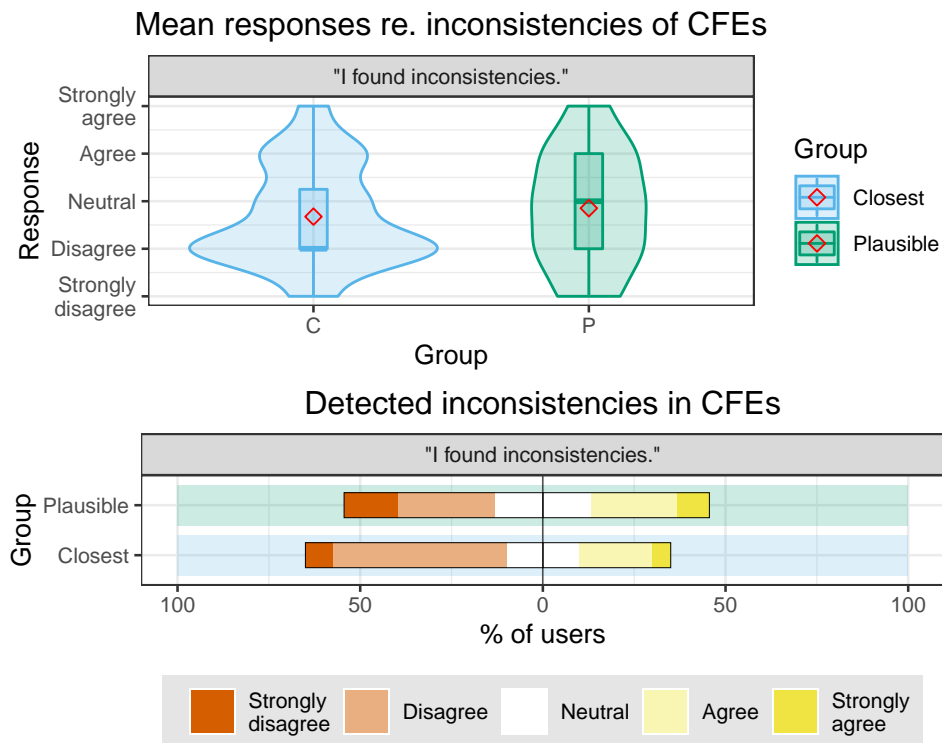 Mean responses re. inconsistencies of CFEs
"I found inconsistencies."
Strongly
agree
Agree
Neutral
Disagree
Strongly
disagree
Response
C
P
Group
Group
Closest
Plausible
Detected inconsistencies in CFEs
"I found inconsistencies."
Group
Plausible
Closest
100
50
0
50
100
% of users
Strongly
disagree
Disagree
Neutral
Agree
Strongly
agree